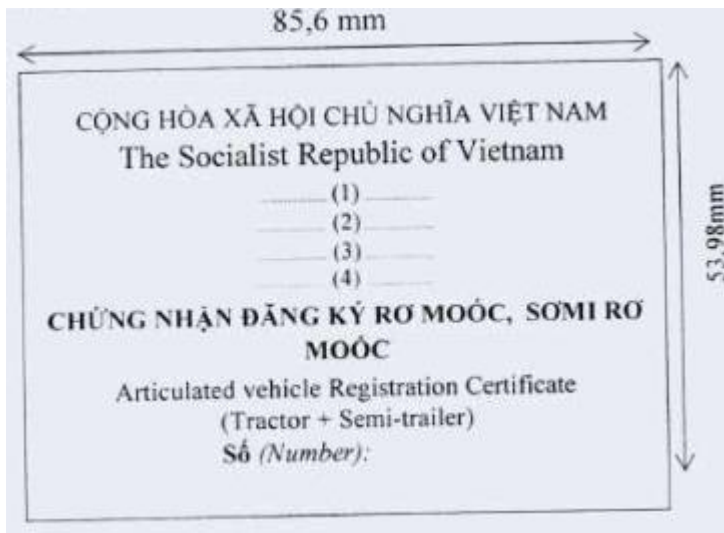 85,6 mm
CỘNG HÒA XÃ HỘI CHỦ NGHĨA VIỆT NAM
The Socialist Republic of Vietnam
..........(1)..........
..........(2)..........
..........(3)..........
..........(4)..........
CHỨNG NHẬN ĐĂNG KÝ RƠ MOÓC, SƠMI RƠ
MOÓC
Articulated vehicle Registration Certificate
(Tractor + Semi-trailer)
Số (Number):
53,98mm